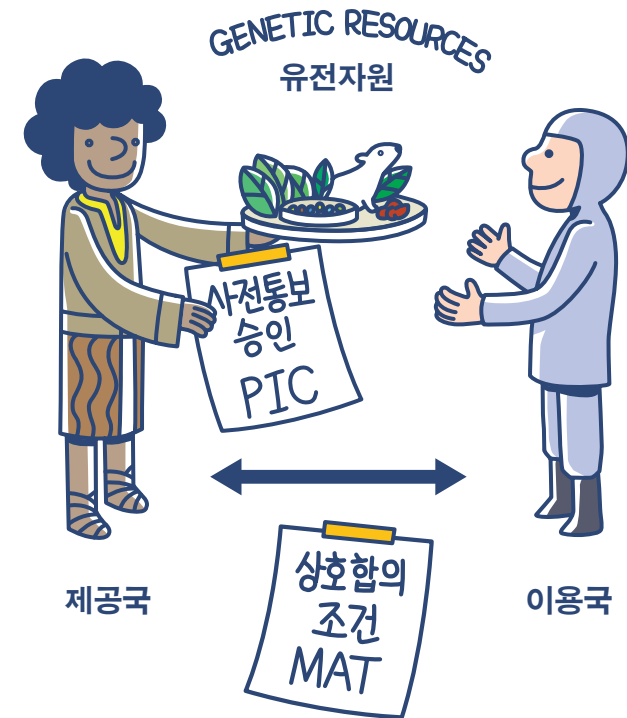 GENETIC RESOURCES
유전자원
사전통보
승인
PIC
상호합의
조건
MAT
제공국
이용국